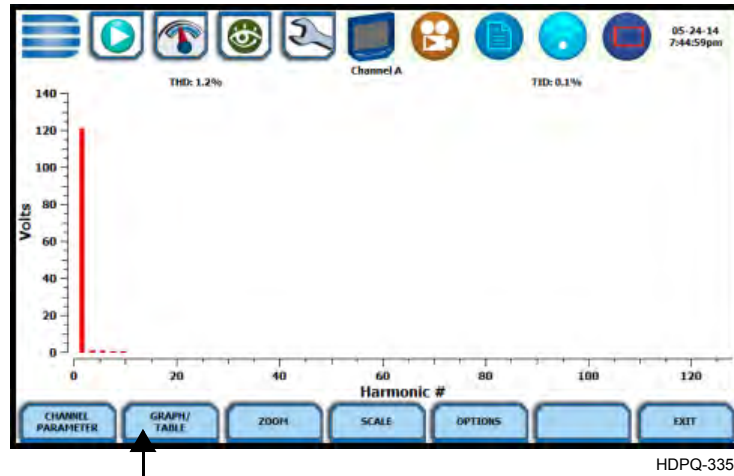 05-24-14
7:44:59pm
Channel A
THD: 1.2%
TID: 0.1%
140
120
100
80
60
40
20
0
Volts
0 20 40 60 80 100 120
Harmonic #
CHANNEL
PARAMETER
GRAPH/
TABLE
ZOOM
SCALE
OPTIONS
EXIT
HDPQ-335